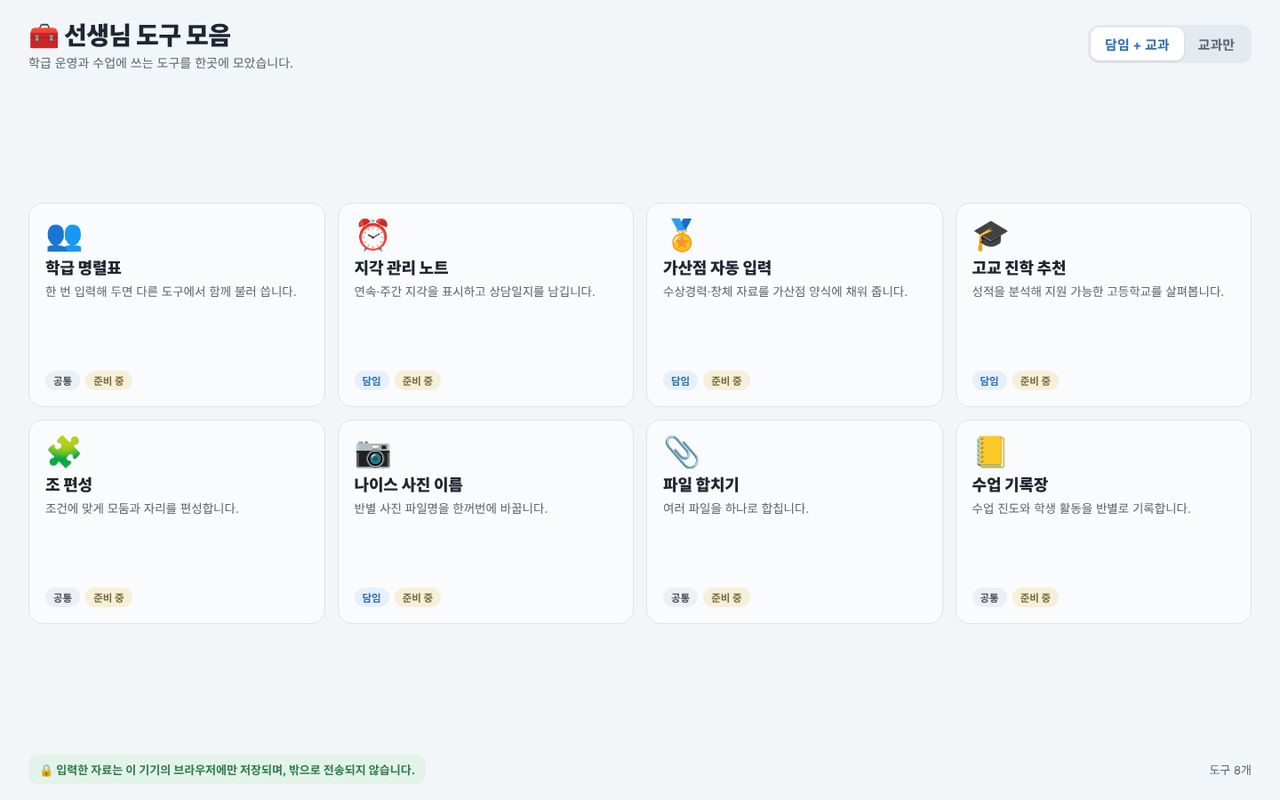 🧰 선생님 도구 모음
학급 운영과 수업에 쓰는 도구를 한곳에 모았습니다.
담임 + 교과
교과만
학급 명렬표
한 번 입력해 두면 다른 도구에서 함께 불러 씁니다.
공통
준비 중
지각 관리 노트
연속·주간 지각을 표시하고 상담일지를 남깁니다.
담임
준비 중
가산점 자동 입력
수상경력·창체 자료를 가산점 양식에 채워 줍니다.
담임
준비 중
고교 진학 추천
성적을 분석해 지원 가능한 고등학교를 살펴봅니다.
담임
준비 중
조 편성
조건에 맞게 모둠과 자리를 편성합니다.
공통
준비 중
나이스 사진 이름
반별 사진 파일명을 한꺼번에 바꿉니다.
담임
준비 중
파일 합치기
여러 파일을 하나로 합칩니다.
공통
준비 중
수업 기록장
수업 진도와 학생 활동을 반별로 기록합니다.
공통
준비 중
🔒 입력한 자료는 이 기기의 브라우저에만 저장되며, 밖으로 전송되지 않습니다.
도구 8개